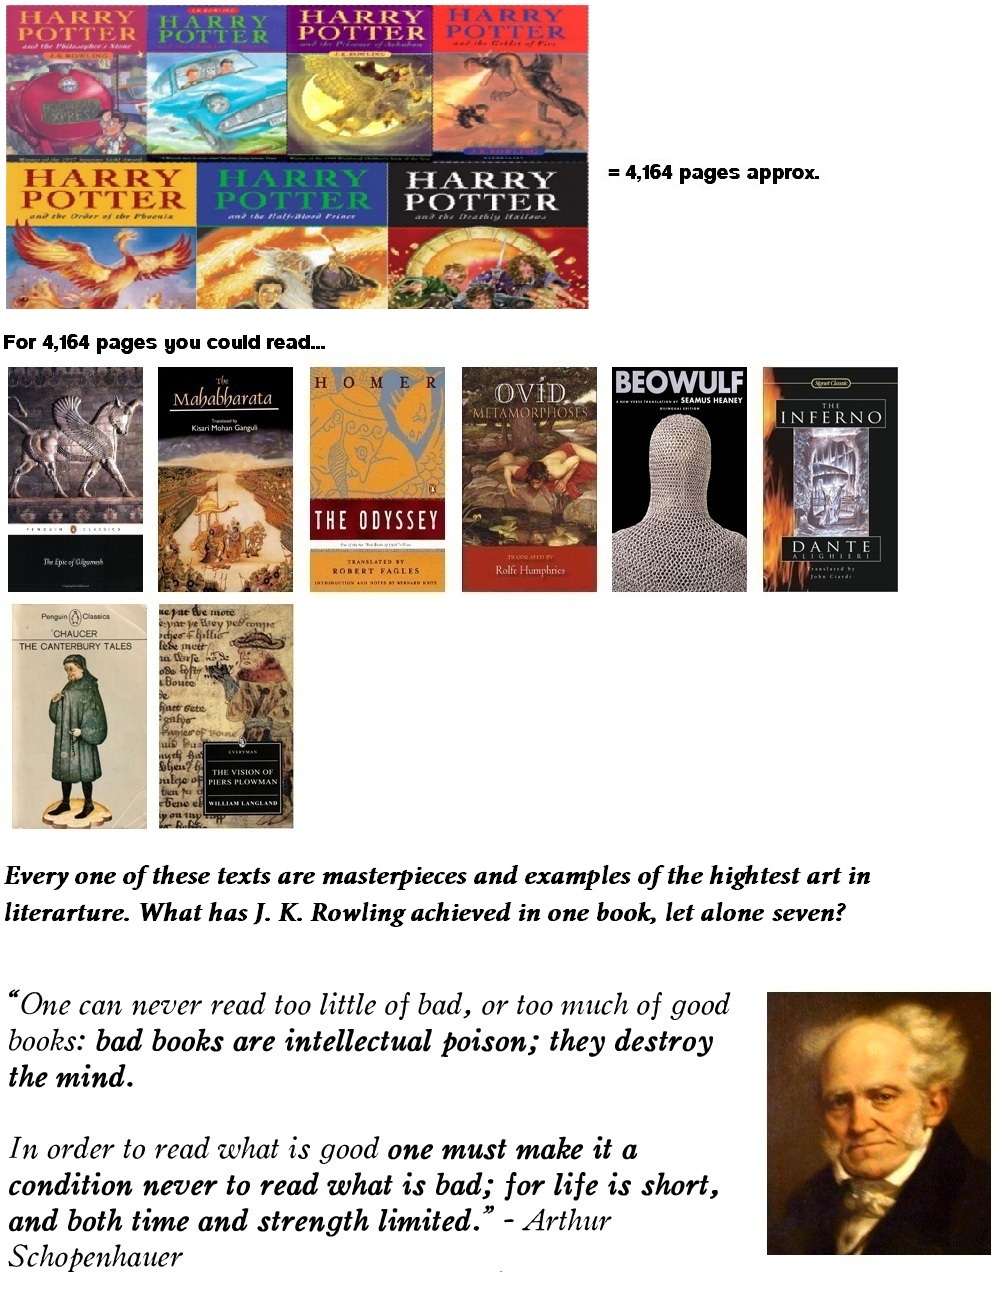 HARRY POTTER
and the Philosopher's Stone
J.K. ROWLING
HARRY POTTER
J.K. ROWLING
HARRY POTTER
and the Prisoner of Azkaban
J.K. ROWLING
HARRY POTTER
and the Goblet of Fire
J.K. ROWLING
HARRY POTTER
and the Order of the Phoenix
HARRY POTTER
and the Half-Blood Prince
HARRY POTTER
and the Deathly Hallows
= 4,164 pages approx.
For 4,164 pages you could read...
PENGUIN CLASSICS
The Epic of Gilgamesh
The
Mahabharata
Translated by
Kisari Mohan Ganguli
HOMER
THE ODYSSEY
TRANSLATED BY
ROBERT FAGLES
INTRODUCTION AND NOTES BY BERNARD KNOX
OVID
METAMORPHOSES
TRANSLATED BY
Rolfe Humphries
BEOWULF
A NEW VERSE TRANSLATION BY SEAMUS HEANEY
BILINGUAL EDITION
Signet Classic
THE
INFERNO
DANTE
ALIGHIERI
Translated by
John Ciardi
Penguin Classics
CHAUCER
THE CANTERBURY TALES
EVERYMAN
THE VISION OF
PIERS PLOWMAN
WILLIAM LANGLAND
Every one of these texts are masterpieces and examples of the hightest art in
literarture. What has J. K. Rowling achieved in one book, let alone seven?
“One can never read too little of bad, or too much of good
books: bad books are intellectual poison; they destroy
the mind.
In order to read what is good one must make it a
condition never to read what is bad; for life is short,
and both time and strength limited.” - Arthur
Schopenhauer